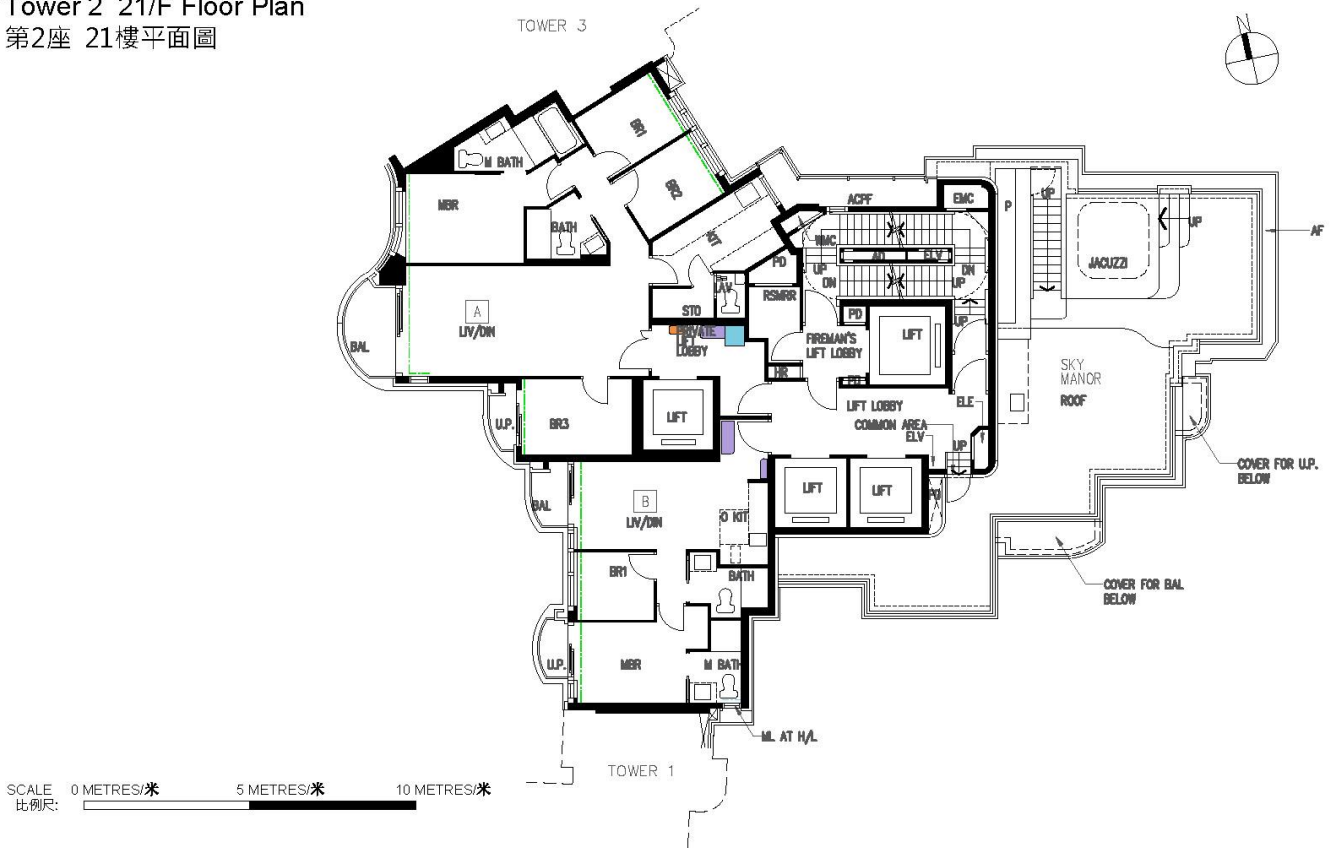 Tower 2 21/F Floor Plan
第2座 21樓平面圖
TOWER 3
N
M BATH
BR1
BR2
MBR
BATH
KIT
ACPF
EMC
WMC
AD
ELV
UP
DN
DN
UP
P
UP
UP
JACUZZI
AF
PD
LAV
STO
RSMRR
A
LIV/DIN
BAL
PRIVATE
LIFT
LOBBY
FIREMAN'S
LIFT LOBBY
PD
LIFT
UP
SKY
MANOR
ROOF
HR
PD
U.P.
BR3
LIFT
LIFT LOBBY
ELE
COMMON AREA
ELV
UP
BAL
B
LIV/DIN
O KIT
LIFT
LIFT
PD
COVER FOR U.P.
BELOW
BR1
BATH
COVER FOR BAL
BELOW
U.P.
MBR
M BATH
ML AT H/L
TOWER 1
SCALE 0 METRES/米 5 METRES/米 10 METRES/米
比例尺: